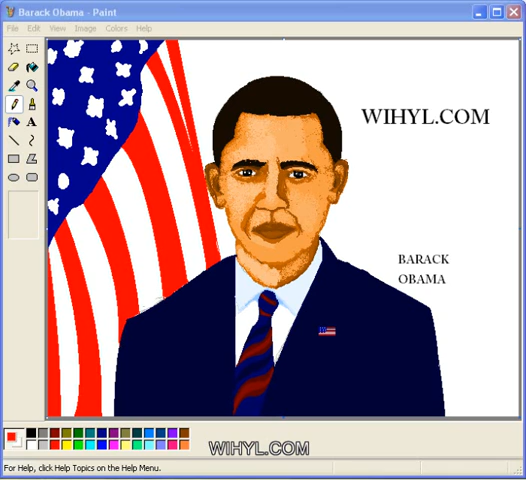 Barack Obama - Paint
File Edit View Image Colors Help
A
WIHYL.COM
BARACK
OBAMA
WIHYL.COM
For Help, click Help Topics on the Help Menu.